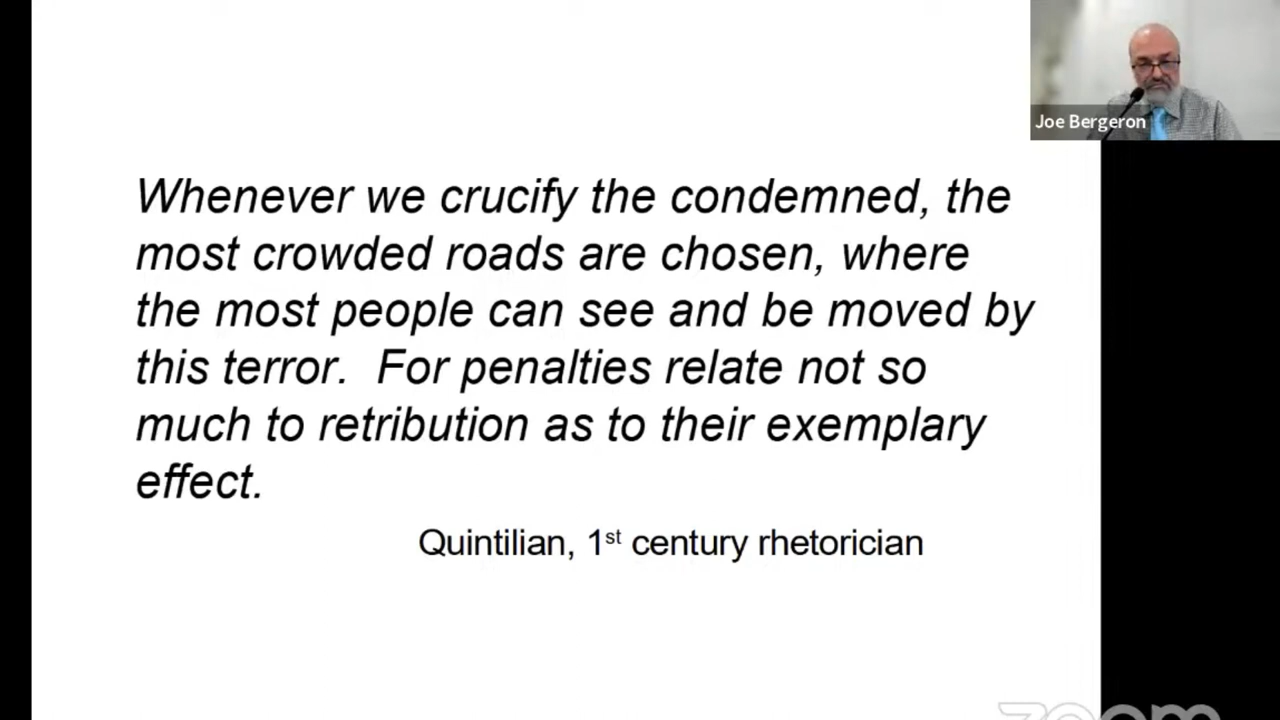 Joe Bergeron
Whenever we crucify the condemned, the
most crowded roads are chosen, where
the most people can see and be moved by
this terror.  For penalties relate not so
much to retribution as to their exemplary
effect.
Quintilian, 1st century rhetorician
zoom